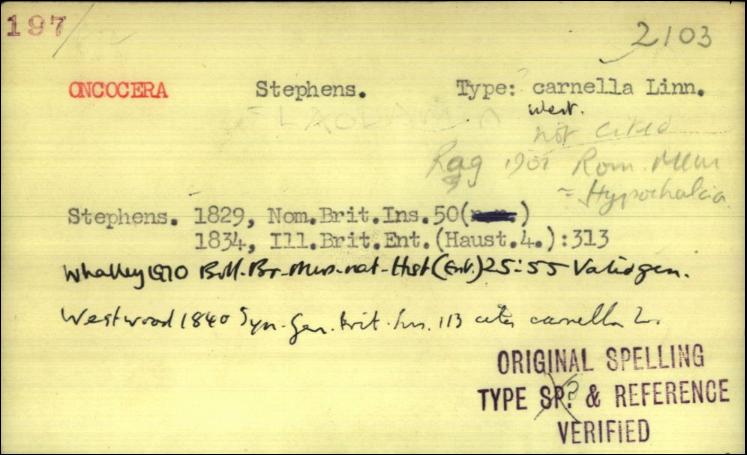 197
2103
ONCOCERA Stephens. Type: carnella Linn.
West.
not cited
Rag 1901 Rom. Mem
= Hypochalcia
Stephens. 1829, Nom.Brit.Ins.50( )
1834, Ill.Brit.Ent.(Haust.4.):313
Whalley 1970 Bull. Br. Mus. nat. Hist (Ent.) 25:55 Valid gen.
Westwood 1840 Syn. Gen. Brit. Ins. 113 cites carnella L.
ORIGINAL SPELLING
TYPE SP? & REFERENCE
VERIFIED